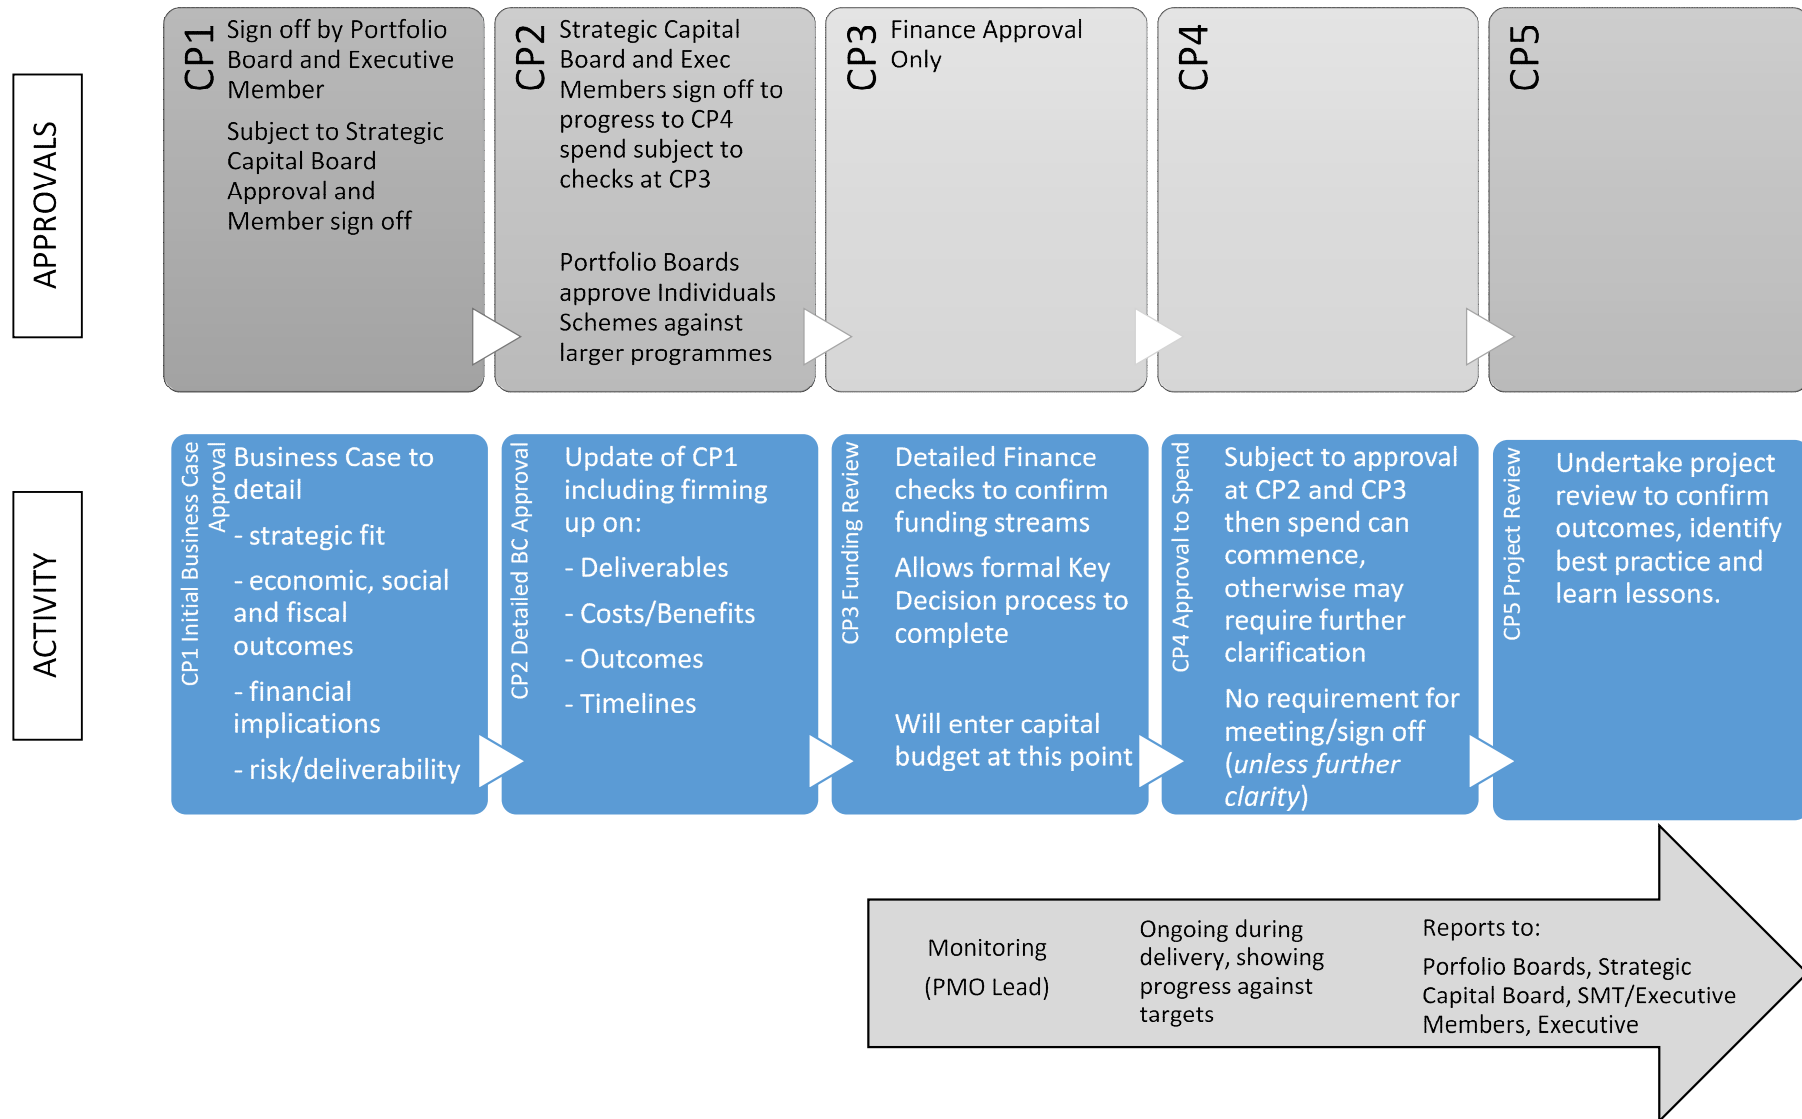 APPROVALS
CP1
Sign off by Portfolio
Board and Executive
Member
Subject to Strategic
Capital Board
Approval and
Member sign off
CP2
Strategic Capital
Board and Exec
Members sign off to
progress to CP4
spend subject to
checks at CP3
Portfolio Boards
approve Individuals
Schemes against
larger programmes
CP3
Finance Approval
Only
CP4
CP5
ACTIVITY
CP1 Initial Business Case
Approval
Business Case to
detail
- strategic fit
- economic, social
and fiscal
outcomes
- financial
implications
- risk/deliverability
CP2 Detailed BC Approval
Update of CP1
including firming
up on:
- Deliverables
- Costs/Benefits
- Outcomes
- Timelines
CP3 Funding Review
Detailed Finance
checks to confirm
funding streams
Allows formal Key
Decision process to
complete
Will enter capital
budget at this point
CP4 Approval to Spend
Subject to approval
at CP2 and CP3
then spend can
commence,
otherwise may
require further
clarification
No requirement for
meeting/sign off
(unless further
clarity)
CP5 Project Review
Undertake project
review to confirm
outcomes, identify
best practice and
learn lessons.
Monitoring
(PMO Lead)
Ongoing during
delivery, showing
progress against
targets
Reports to:
Porfolio Boards, Strategic
Capital Board, SMT/Executive
Members, Executive